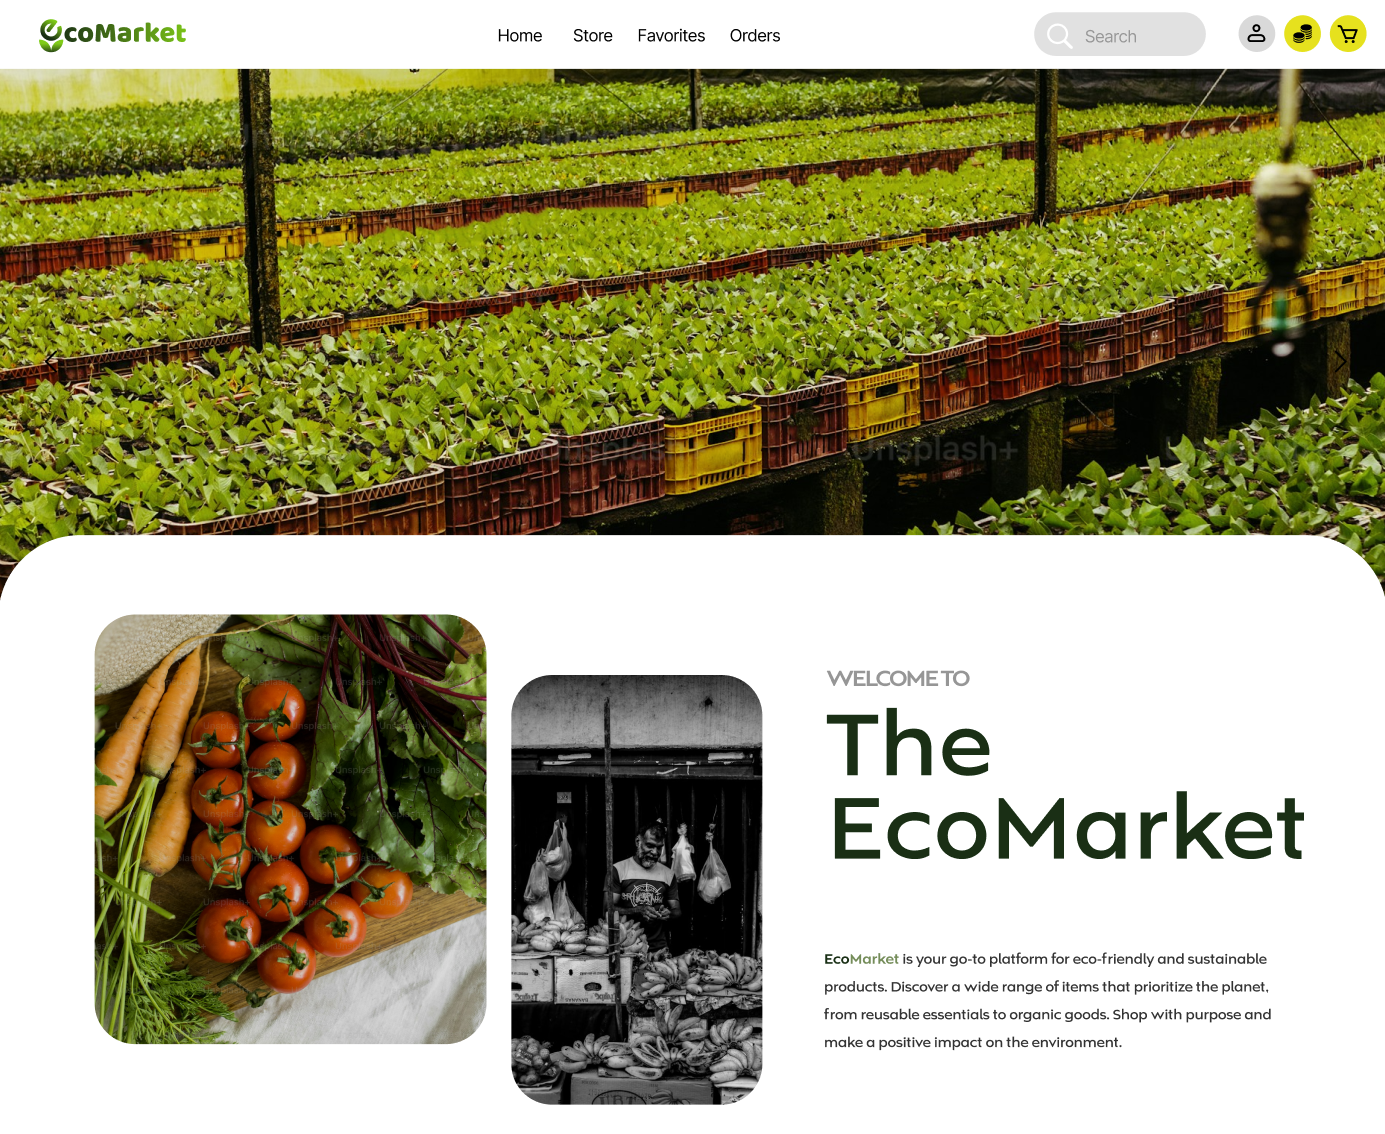 EcoMarket
Home Store Favorites Orders
Search
Unsplash+
WELCOME TO
The
EcoMarket
EcoMarket is your go-to platform for eco-friendly and sustainable
products. Discover a wide range of items that prioritize the planet,
from reusable essentials to organic goods. Shop with purpose and
make a positive impact on the environment.